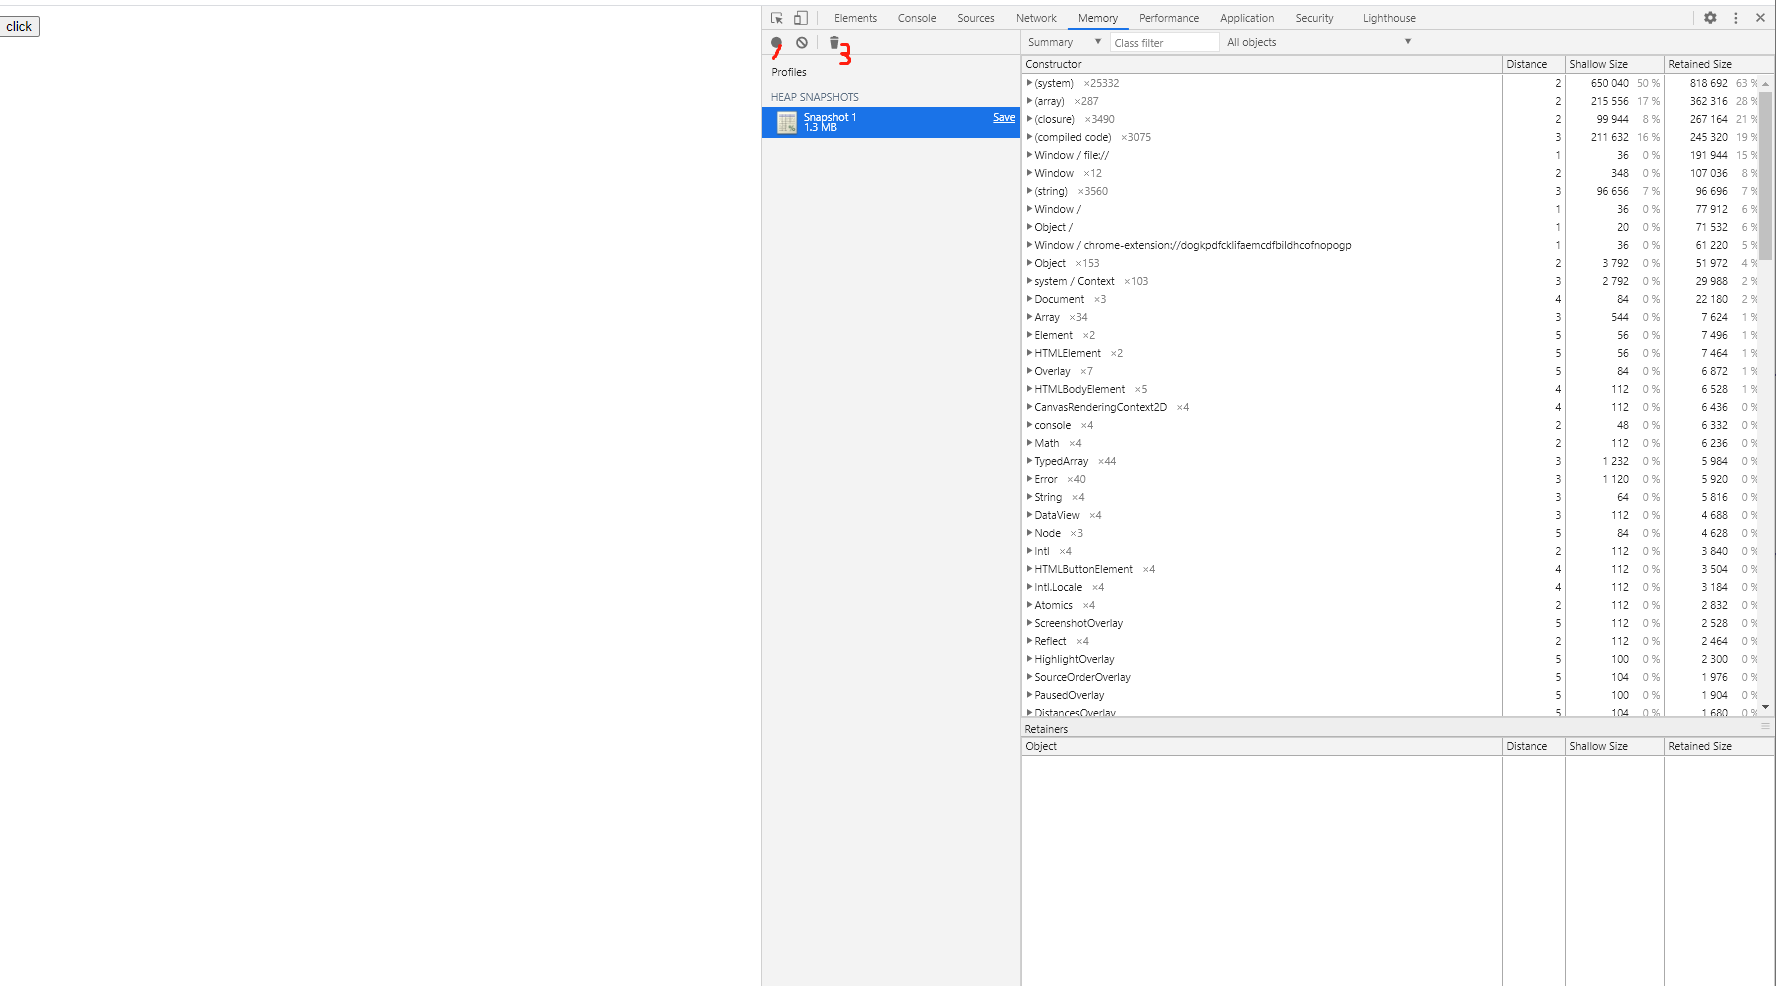 click
Elements Console Sources Network Memory Performance Application Security Lighthouse
1 3
Summary Class filter All objects
Profiles
HEAP SNAPSHOTS
Snapshot 1 Save
1.3 MB
Constructor Distance Shallow Size Retained Size
(system) ×25332 2 650 040 50 % 818 692 63 %
(array) ×287 2 215 556 17 % 362 316 28 %
(closure) ×3490 2 99 944 8 % 267 164 21 %
(compiled code) ×3075 3 211 632 16 % 245 320 19 %
Window / file:// 1 36 0 % 191 944 15 %
Window ×12 2 348 0 % 107 036 8 %
(string) ×3560 3 96 656 7 % 96 696 7 %
Window / 1 36 0 % 77 912 6 %
Object / 1 20 0 % 71 532 6 %
Window / chrome-extension://dogkpdfcklifaemcdfbildhcofnopogp 1 36 0 % 61 220 5 %
Object ×153 2 3 792 0 % 51 972 4 %
system / Context ×103 3 2 792 0 % 29 988 2 %
Document ×3 4 84 0 % 22 180 2 %
Array ×34 3 544 0 % 7 624 1 %
Element ×2 5 56 0 % 7 496 1 %
HTMLElement ×2 5 56 0 % 7 464 1 %
Overlay ×7 5 84 0 % 6 872 1 %
HTMLBodyElement ×5 4 112 0 % 6 528 1 %
CanvasRenderingContext2D ×4 4 112 0 % 6 436 0 %
console ×4 2 48 0 % 6 332 0 %
Math ×4 2 112 0 % 6 236 0 %
TypedArray ×44 3 1 232 0 % 5 984 0 %
Error ×40 3 1 120 0 % 5 920 0 %
String ×4 3 64 0 % 5 816 0 %
DataView ×4 3 112 0 % 4 688 0 %
Node ×3 5 84 0 % 4 628 0 %
Intl ×4 2 112 0 % 3 840 0 %
HTMLButtonElement ×4 4 112 0 % 3 504 0 %
Intl.Locale ×4 4 112 0 % 3 184 0 %
Atomics ×4 2 112 0 % 2 832 0 %
ScreenshotOverlay 5 112 0 % 2 528 0 %
Reflect ×4 2 112 0 % 2 464 0 %
HighlightOverlay 5 100 0 % 2 300 0 %
SourceOrderOverlay 5 104 0 % 1 976 0 %
PausedOverlay 5 100 0 % 1 904 0 %
DistancesOverlay 5 104 0 % 1 680 0 %
Retainers
Object Distance Shallow Size Retained Size